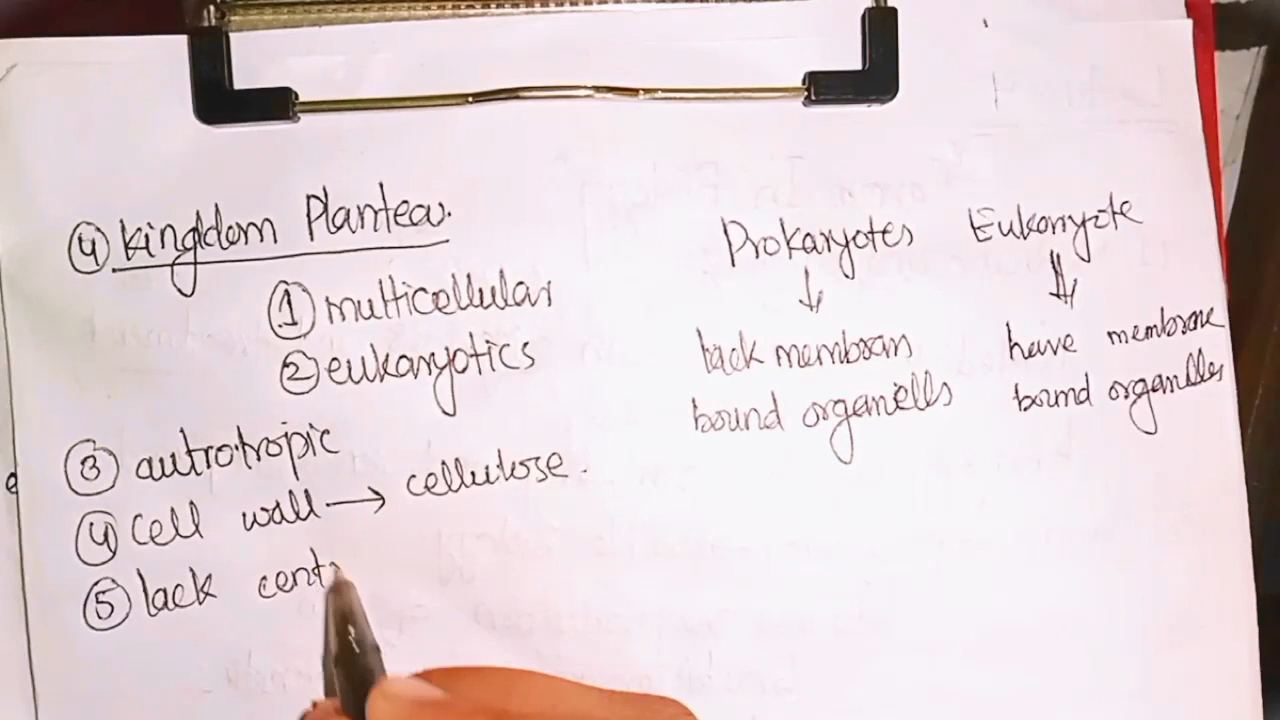 ④ Kingdom Plantea.
① multicellular
② eukaryotics
③ autrotropic
④ Cell wall → cellulose.
⑤ lack cent
Prokaryotes
↓
lack membran
bound organells
Eukaryote
⇓
have membrane
bound organelles